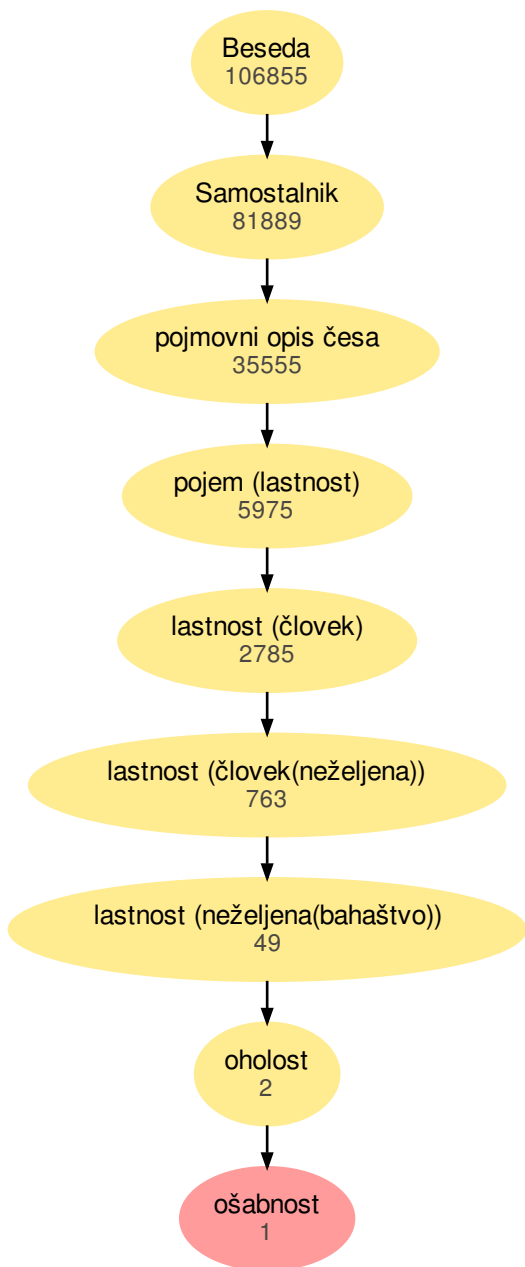 Beseda
106855
Samostalnik
81889
pojmovni opis česa
35555
pojem (lastnost)
5975
lastnost (človek)
2785
lastnost (človek(neželjena))
763
lastnost (neželjena(bahaštvo))
49
oholost
2
ošabnost
1